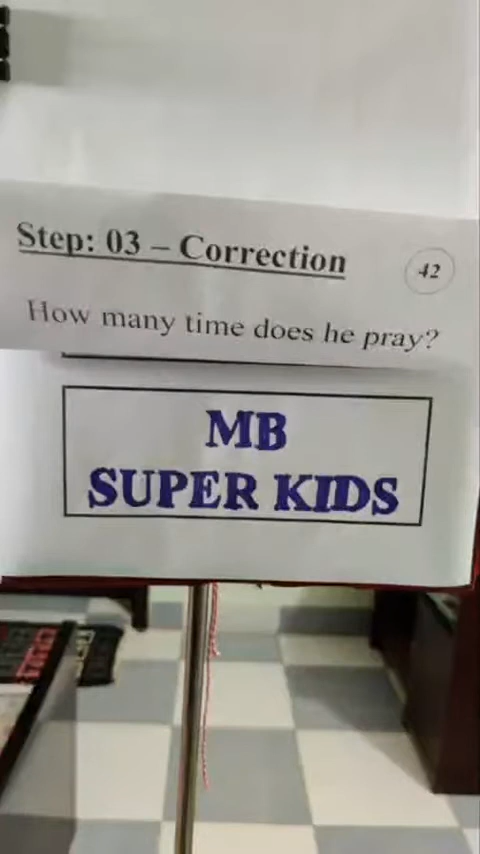 Step: 03 – Correction
42
How many time does he pray?
MB
SUPER KIDS